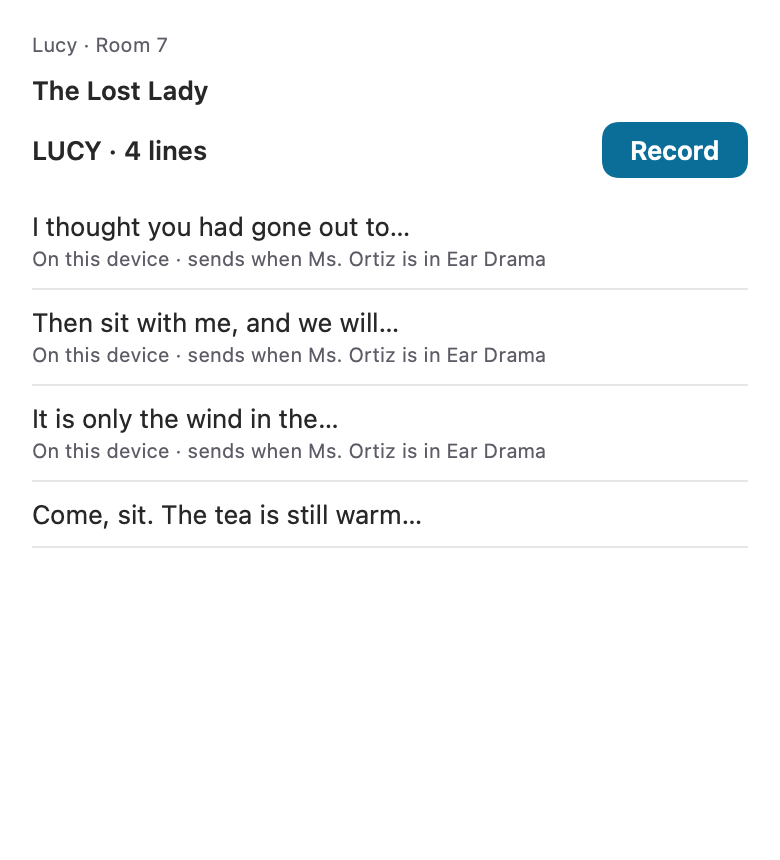 Lucy · Room 7
The Lost Lady
LUCY · 4 lines
Record
I thought you had gone out to...
On this device · sends when Ms. Ortiz is in Ear Drama
Then sit with me, and we will...
On this device · sends when Ms. Ortiz is in Ear Drama
It is only the wind in the...
On this device · sends when Ms. Ortiz is in Ear Drama
Come, sit. The tea is still warm...